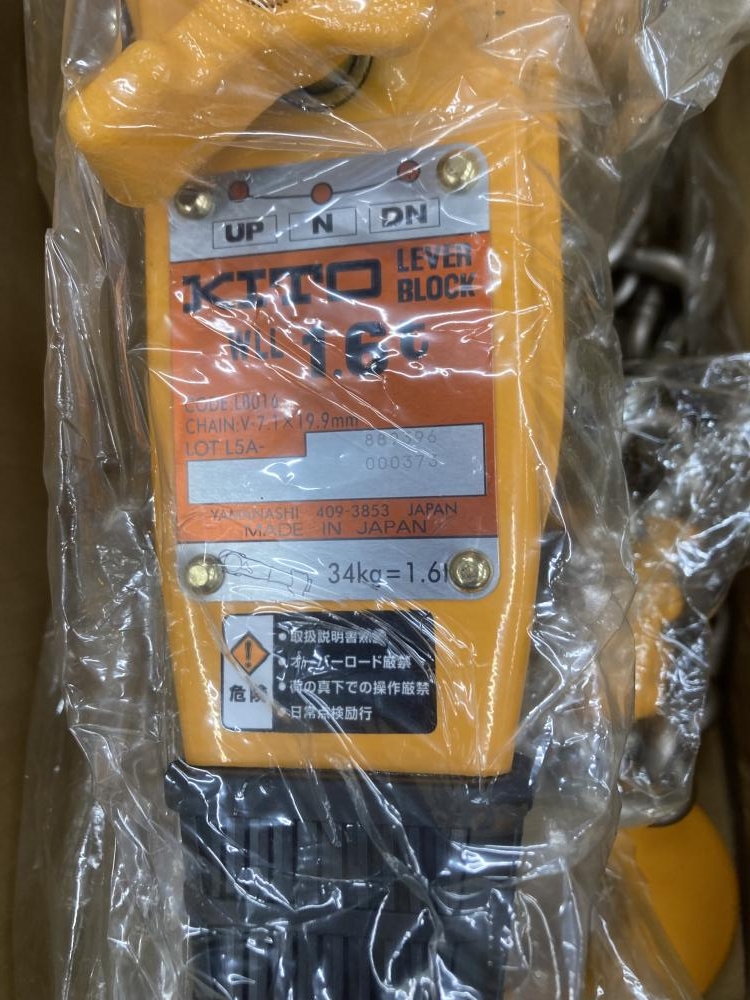 UP N DN
KITO LEVER BLOCK
WLL 1.6t
CODE:LB016
CHAIN:V-7.1×19.9mm
LOT L5A-
000373
YAMANASHI 409-3853 JAPAN
MADE IN JAPAN
34kg=1.6t
危険
●取扱説明書熟読
●オーバーロード厳禁
●荷の真下での操作厳禁
●日常点検励行